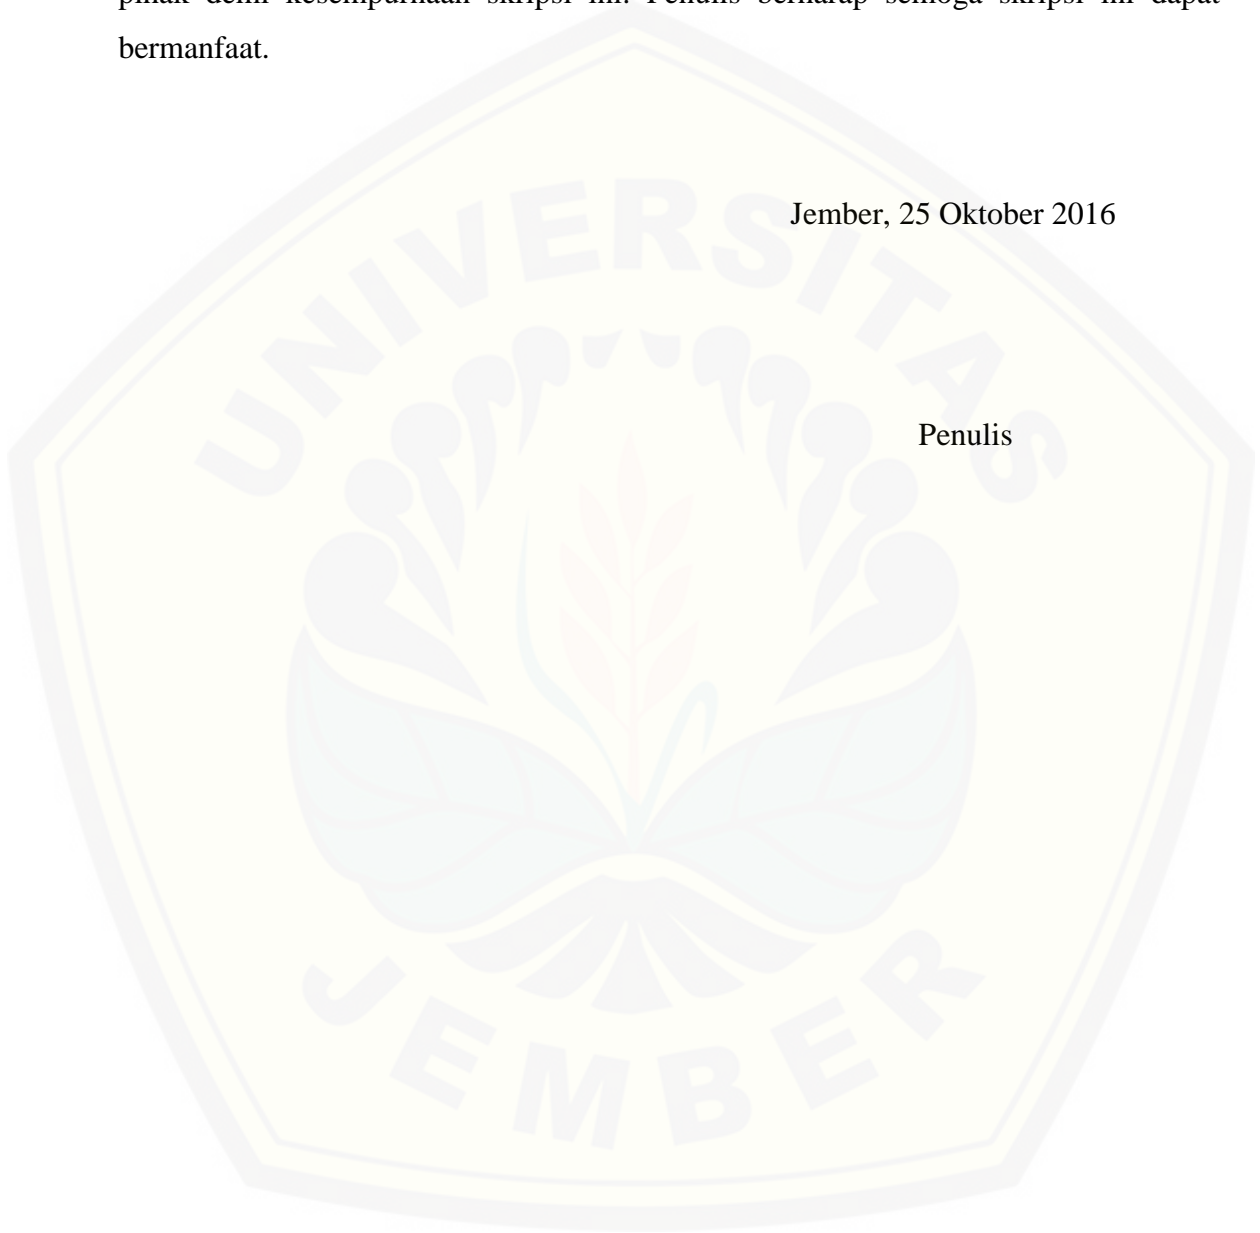 pihak demi kesempurnaan skripsi ini. Penulis berharap semoga skripsi ini dapat
bermanfaat.
Jember, 25 Oktober 2016
UNIVERSITAS
Penulis
JEMBER